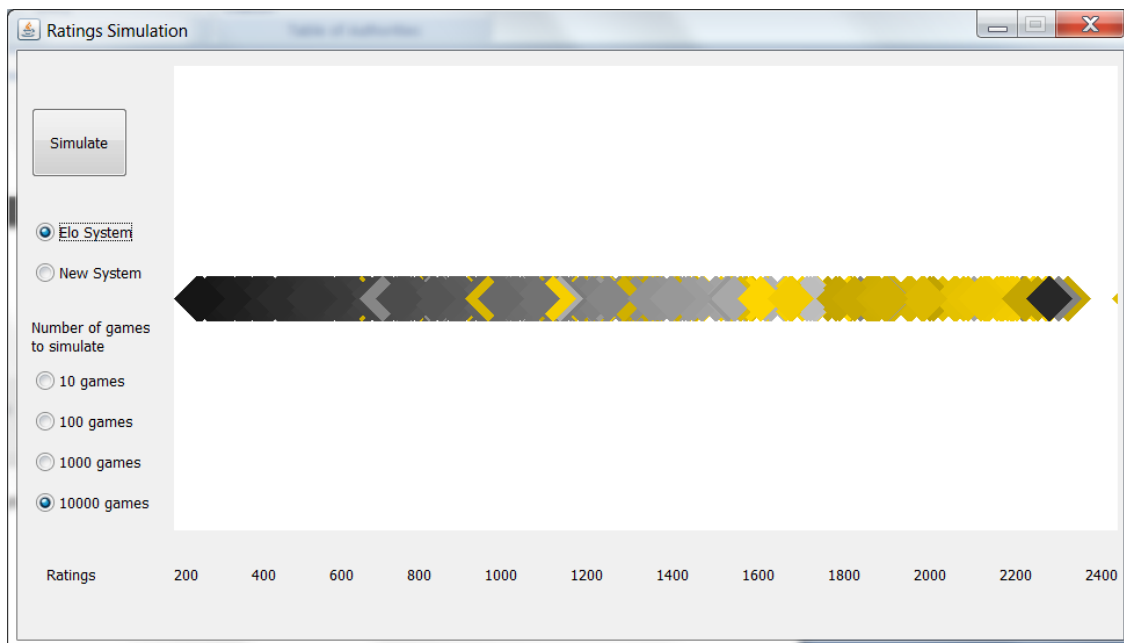 Ratings Simulation
Simulate
Elo System
New System
Number of games
to simulate
10 games
100 games
1000 games
10000 games
Ratings 200 400 600 800 1000 1200 1400 1600 1800 2000 2200 2400